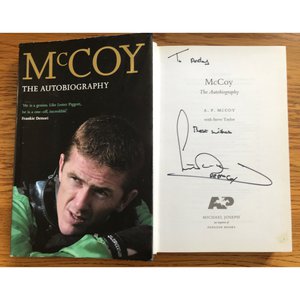 McCOY
THE AUTOBIOGRAPHY
'He is a genius. Like Lester Piggott,
he is a one-off, incredible.'
Frankie Dettori
To
McCoy
The Autobiography
A. P. McCOY
with Steve Taylor
Best wishes
AP
MICHAEL JOSEPH
an imprint of
PENGUIN BOOKS